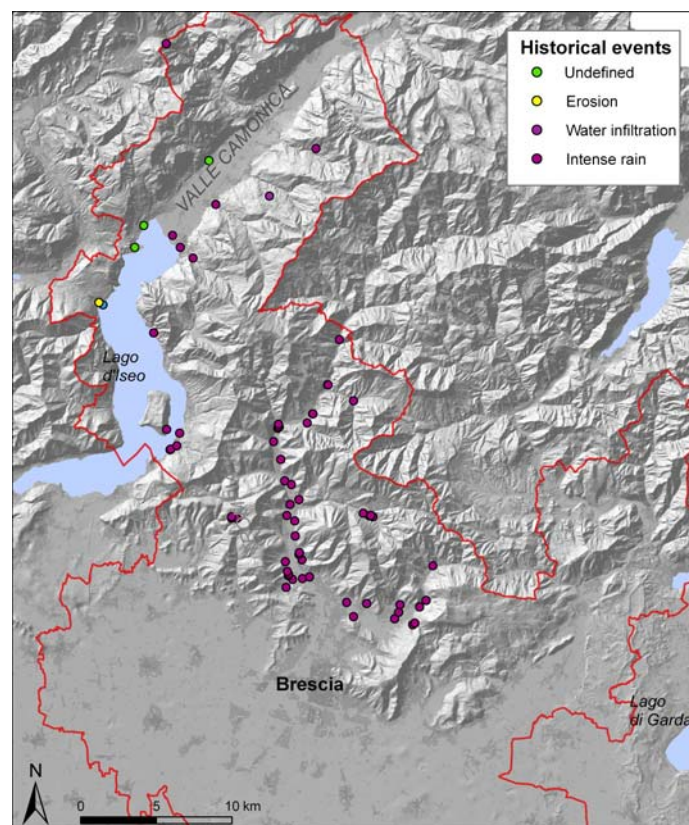 Historical events
Undefined
Erosion
Water infiltration
Intense rain
VALLE CAMONICA
Lago
d'Iseo
Brescia
Lago
di Garda
N
0 5 10 km